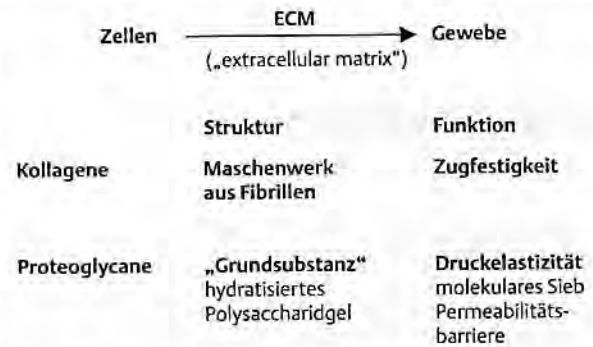 ECM
Zellen Gewebe
(„extracellular matrix“)
Struktur Funktion
Kollagene Maschenwerk Zugfestigkeit
aus Fibrillen
Proteoglycane „Grundsubstanz“ Druckelastizität
hydratisiertes molekulares Sieb
Polysaccharidgel Permeabilitäts-
barriere